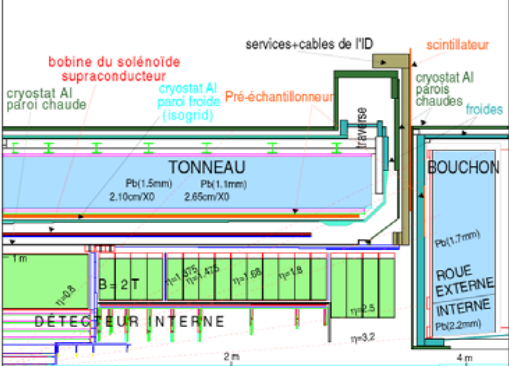 services+cables de l'ID
scintillateur
bobine du solénoïde
supraconducteur
cryostat Al
paroi chaude
cryostat Al
paroi froide
(isogrid)
Pré-échantillonneur
traverse
cryostat Al
parois
chaudes
froides
TONNEAU
BOUCHON
Pb(1.5mm)
Pb(1.1mm)
2.10cm/X0
2.65cm/X0
Pb(1.7mm)
1 m
B= 2 T
η=0.8
η=1.375
η=1.475
η=1.68
η=1.8
ROUE
EXTERNE
INTERNE
Pb(2.2mm)
η=2.5
DÉTECTEUR INTERNE
η=3.2
2 m
4 m